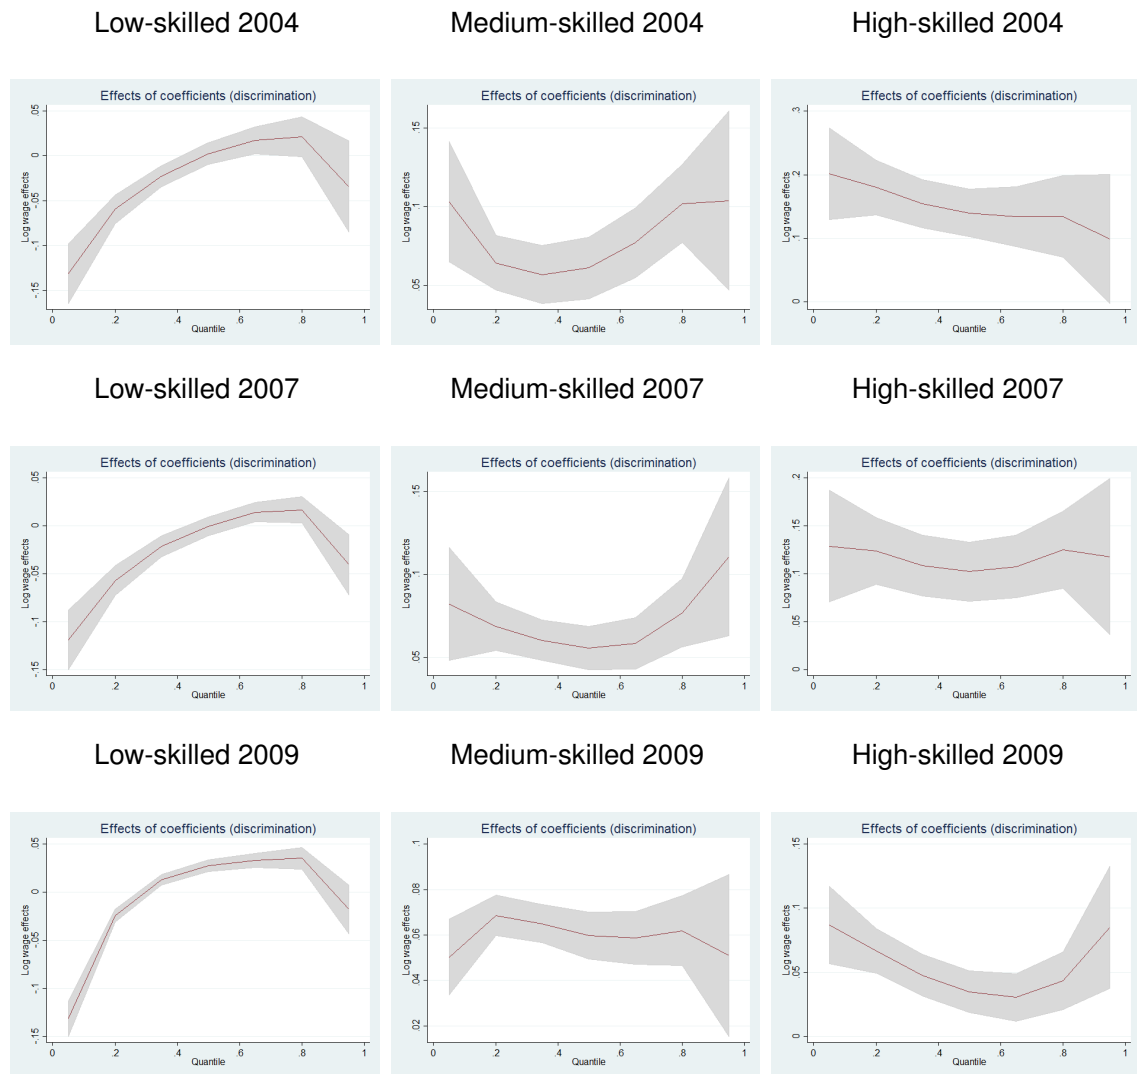 Low-skilled 2004
Medium-skilled 2004
High-skilled 2004
Effects of coefficients (discrimination)
Log wage effects
.05
0
-.05
-.1
-.15
0 .2 .4 .6 .8 1
Quantile
Effects of coefficients (discrimination)
Log wage effects
.15
.1
.05
0 .2 .4 .6 .8 1
Quantile
Effects of coefficients (discrimination)
Log wage effects
.3
.2
.1
0
0 .2 .4 .6 .8 1
Quantile
Low-skilled 2007
Medium-skilled 2007
High-skilled 2007
Effects of coefficients (discrimination)
Log wage effects
.05
0
-.05
-.1
-.15
0 .2 .4 .6 .8 1
Quantile
Effects of coefficients (discrimination)
Log wage effects
.15
.1
.05
0 .2 .4 .6 .8 1
Quantile
Effects of coefficients (discrimination)
Log wage effects
.2
.15
.1
.05
0
0 .2 .4 .6 .8 1
Quantile
Low-skilled 2009
Medium-skilled 2009
High-skilled 2009
Effects of coefficients (discrimination)
Log wage effects
.05
0
-.05
-.1
-.15
0 .2 .4 .6 .8 1
Quantile
Effects of coefficients (discrimination)
Log wage effects
.1
.08
.06
.04
.02
0 .2 .4 .6 .8 1
Quantile
Effects of coefficients (discrimination)
Log wage effects
.15
.1
.05
0
0 .2 .4 .6 .8 1
Quantile